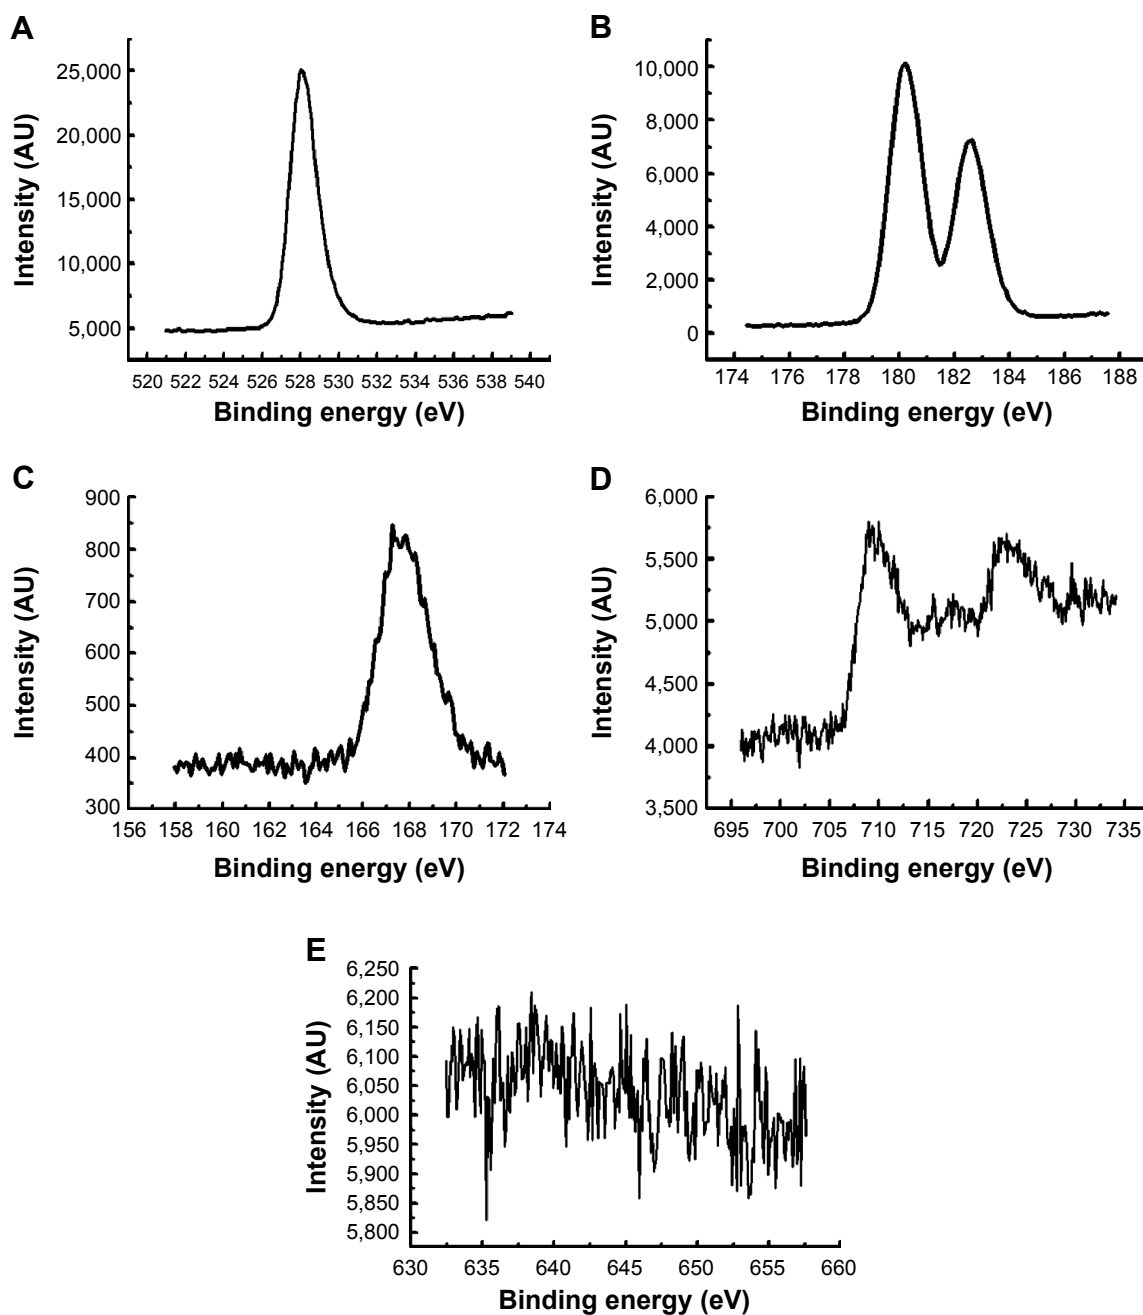 A
Intensity (AU)
25,000
20,000
15,000
10,000
5,000
520 522 524 526 528 530 532 534 536 538 540
Binding energy (eV)
B
Intensity (AU)
10,000
8,000
6,000
4,000
2,000
0
174 176 178 180 182 184 186 188
Binding energy (eV)
C
Intensity (AU)
900
800
700
600
500
400
300
156 158 160 162 164 166 168 170 172 174
Binding energy (eV)
D
Intensity (AU)
6,000
5,500
5,000
4,500
4,000
3,500
695 700 705 710 715 720 725 730 735
Binding energy (eV)
E
Intensity (AU)
6,250
6,200
6,150
6,100
6,050
6,000
5,950
5,900
5,850
5,800
630 635 640 645 650 655 660
Binding energy (eV)